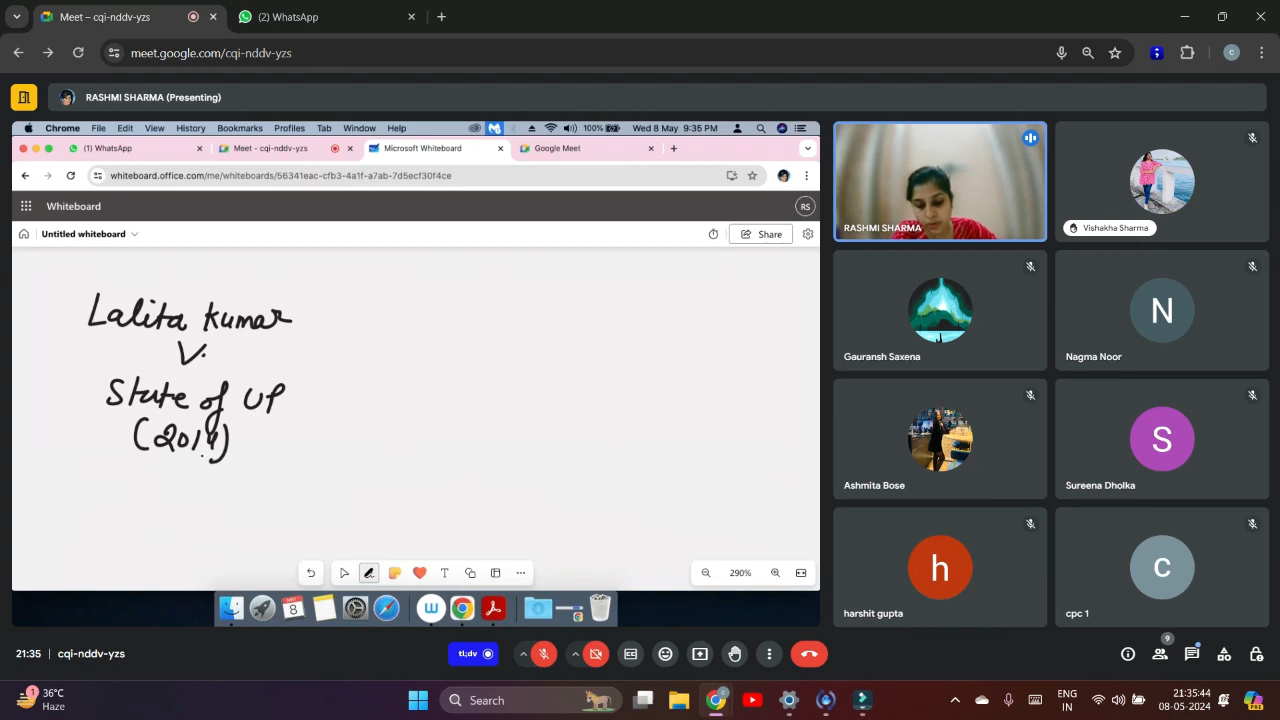 Meet – cqi-nddv-yzs
(2) WhatsApp
meet.google.com/cqi-nddv-yzs
c
RASHMI SHARMA (Presenting)
Chrome File Edit View History Bookmarks Profiles Tab Window Help
100% Wed 8 May 9:35 PM
(1) WhatsApp
Meet - cqi-nddv-yzs
Microsoft Whiteboard
Google Meet
whiteboard.office.com/me/whiteboards/56341eac-cfb3-4a1f-a7ab-7d5ecf30f4ce
Whiteboard
RS
Untitled whiteboard
Share
Lalita kumar
V.
State of UP
(2014)
T
290%
8
W
RASHMI SHARMA
Vishakha Sharma
Gauransh Saxena
N
Nagma Noor
Ashmita Bose
S
Sureena Dholka
h
harshit gupta
c
cpc 1
21:35 | cqi-nddv-yzs
tl;dv
9
1
36°C
Haze
Search
ENG
IN
21:35:44
08-05-2024